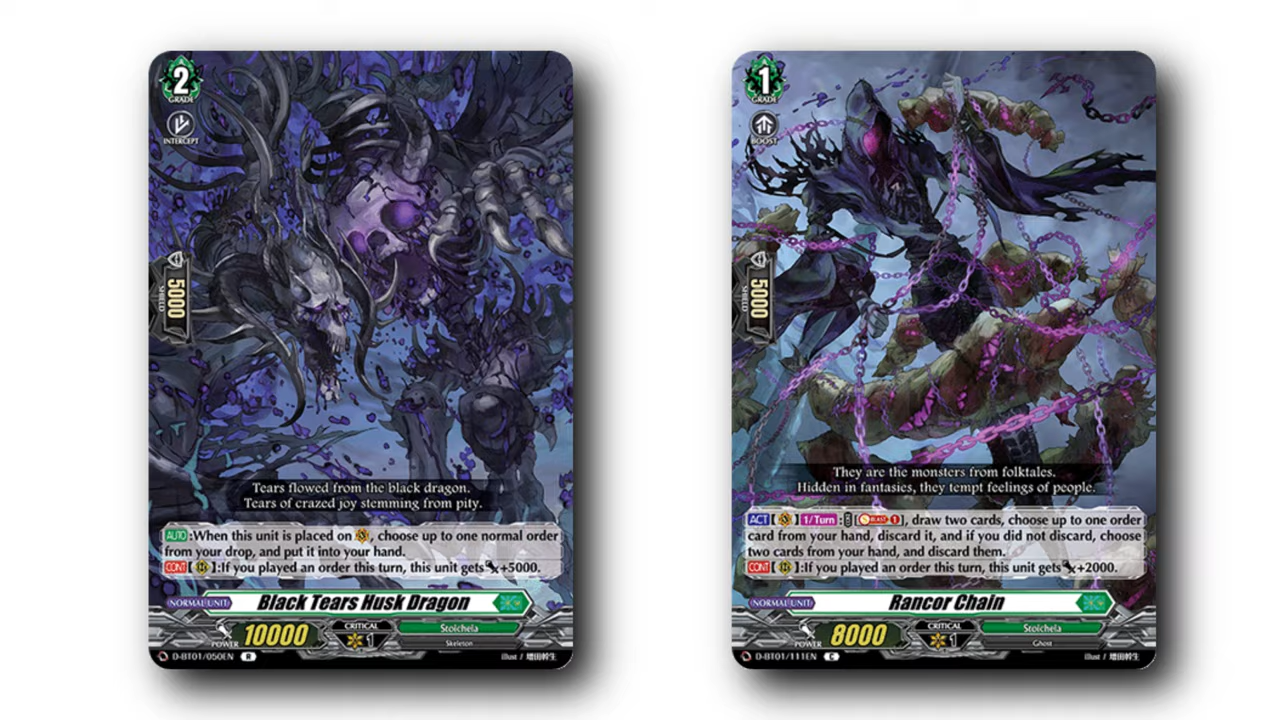 2
GRADE
INTERCEPT
SHIELD 5000
Tears flowed from the black dragon.
Tears of crazed joy stemming from pity.
AUTO:When this unit is placed on , choose up to one normal order
from your drop, and put it into your hand.
CONT【 】:If you played an order this turn, this unit gets +5000.
NORMAL UNIT Black Tears Husk Dragon
POWER 10000 CRITICAL 1 Stoicheia
Skeleton
D-BT01/050EN R illust / 増田幹生
1
GRADE
BOOST
SHIELD 5000
They are the monsters from folktales.
Hidden in fantasies, they tempt feelings of people.
ACT【 】1/Turn:[ BLAST 1], draw two cards, choose up to one order
card from your hand, discard it, and if you did not discard, choose
two cards from your hand, and discard them.
CONT【 】:If you played an order this turn, this unit gets +2000.
NORMAL UNIT Rancor Chain
POWER 8000 CRITICAL 1 Stoicheia
Ghost
D-BT01/111EN C illust / 増田幹生